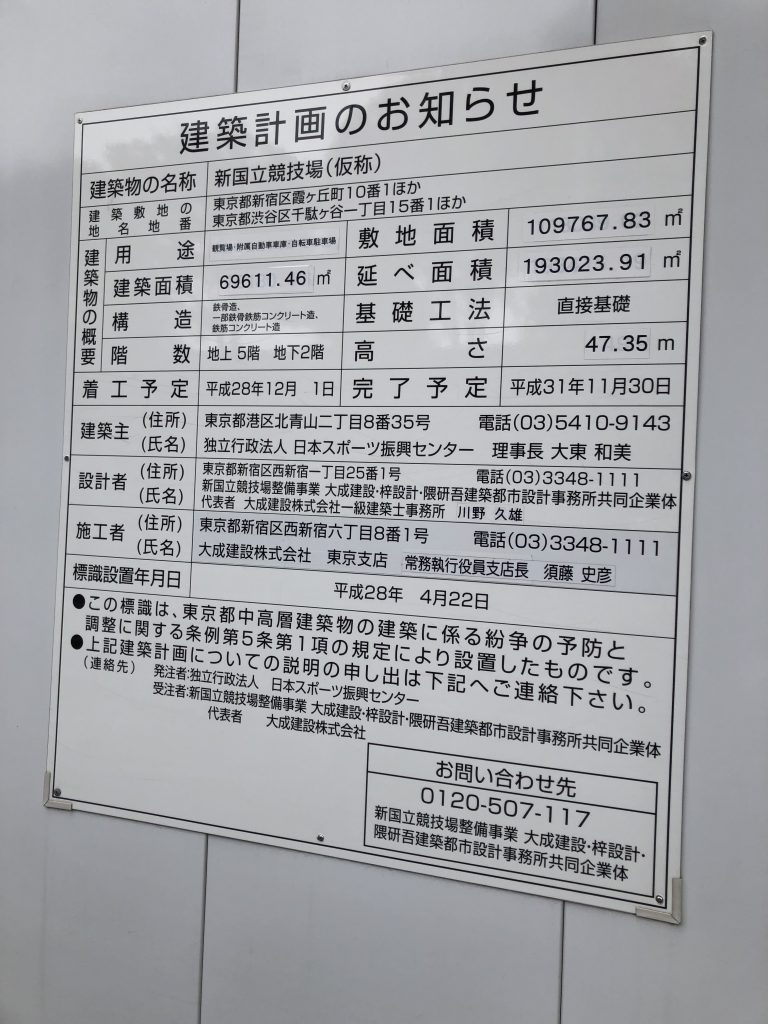 建築計画のお知らせ
建築物の名称 新国立競技場(仮称)
建築敷地の地名地番 東京都新宿区霞ヶ丘町10番1ほか
東京都渋谷区千駄ヶ谷一丁目15番1ほか
建築物の概要
用途 観覧場・附属自動車車庫・自転車駐車場 敷地面積 109767.83 ㎡
建築面積 69611.46 ㎡ 延べ面積 193023.91 ㎡
構造 鉄骨造、
一部鉄骨鉄筋コンクリート造、
鉄筋コンクリート造
基礎工法 直接基礎
階数 地上 5階 地下2階 高さ 47.35 m
着工予定 平成28年12月 1日 完了予定 平成31年11月30日
建築主 (住所) 東京都港区北青山二丁目8番35号 電話(03)5410-9143
(氏名) 独立行政法人 日本スポーツ振興センター 理事長 大東 和美
設計者 (住所) 東京都新宿区西新宿一丁目25番1号 電話(03)3348-1111
(氏名) 新国立競技場整備事業 大成建設・梓設計・隈研吾建築都市設計事務所共同企業体
代表者 大成建設株式会社一級建築士事務所 川野 久雄
施工者 (住所) 東京都新宿区西新宿六丁目8番1号 電話(03)3348-1111
(氏名) 大成建設株式会社 東京支店 常務執行役員支店長 須藤 史彦
標識設置年月日 平成28年 4月22日
●この標識は、東京都中高層建築物の建築に係る紛争の予防と
調整に関する条例第5条第1項の規定により設置したものです。
●上記建築計画についての説明の申し出は下記へご連絡下さい。
(連絡先) 発注者:独立行政法人 日本スポーツ振興センター
受注者:新国立競技場整備事業 大成建設・梓設計・隈研吾建築都市設計事務所共同企業体
代表者 大成建設株式会社
お問い合わせ先
0120-507-117
新国立競技場整備事業 大成建設・梓設計・
隈研吾建築都市設計事務所共同企業体